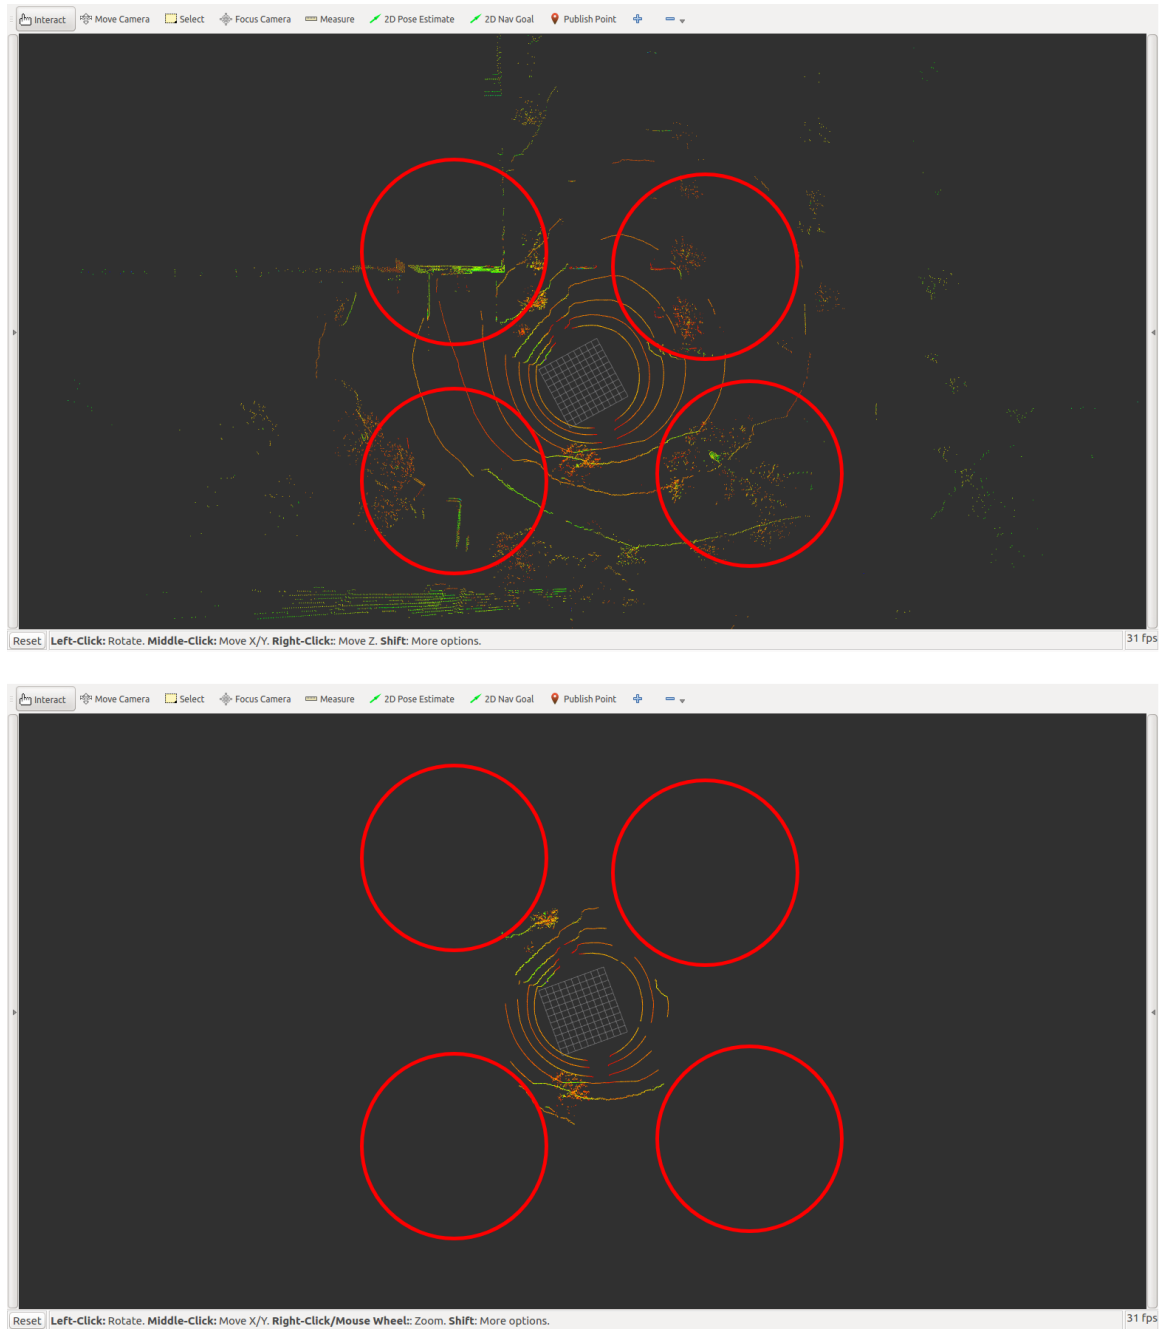 Interact Move Camera Select Focus Camera Measure 2D Pose Estimate 2D Nav Goal Publish Point
Reset Left-Click: Rotate. Middle-Click: Move X/Y. Right-Click:: Move Z. Shift: More options. 31 fps
Interact Move Camera Select Focus Camera Measure 2D Pose Estimate 2D Nav Goal Publish Point
Reset Left-Click: Rotate. Middle-Click: Move X/Y. Right-Click/Mouse Wheel:: Zoom. Shift: More options. 31 fps